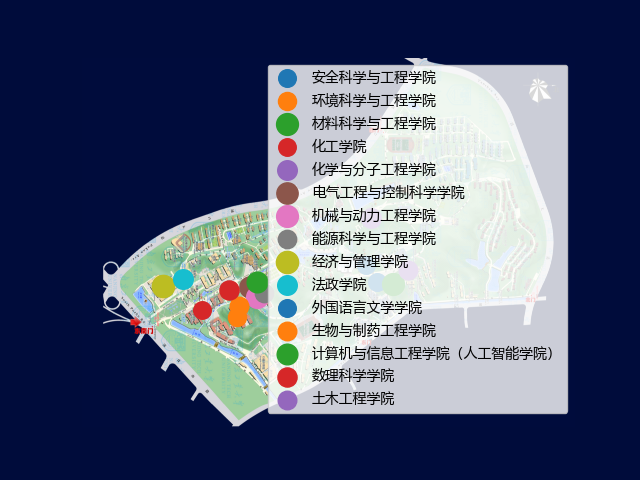 安全科学与工程学院
环境科学与工程学院
材料科学与工程学院
化工学院
化学与分子工程学院
电气工程与控制科学学院
机械与动力工程学院
能源科学与工程学院
经济与管理学院
法政学院
外国语言文学学院
生物与制药工程学院
计算机与信息工程学院（人工智能学院）
数理科学学院
土木工程学院